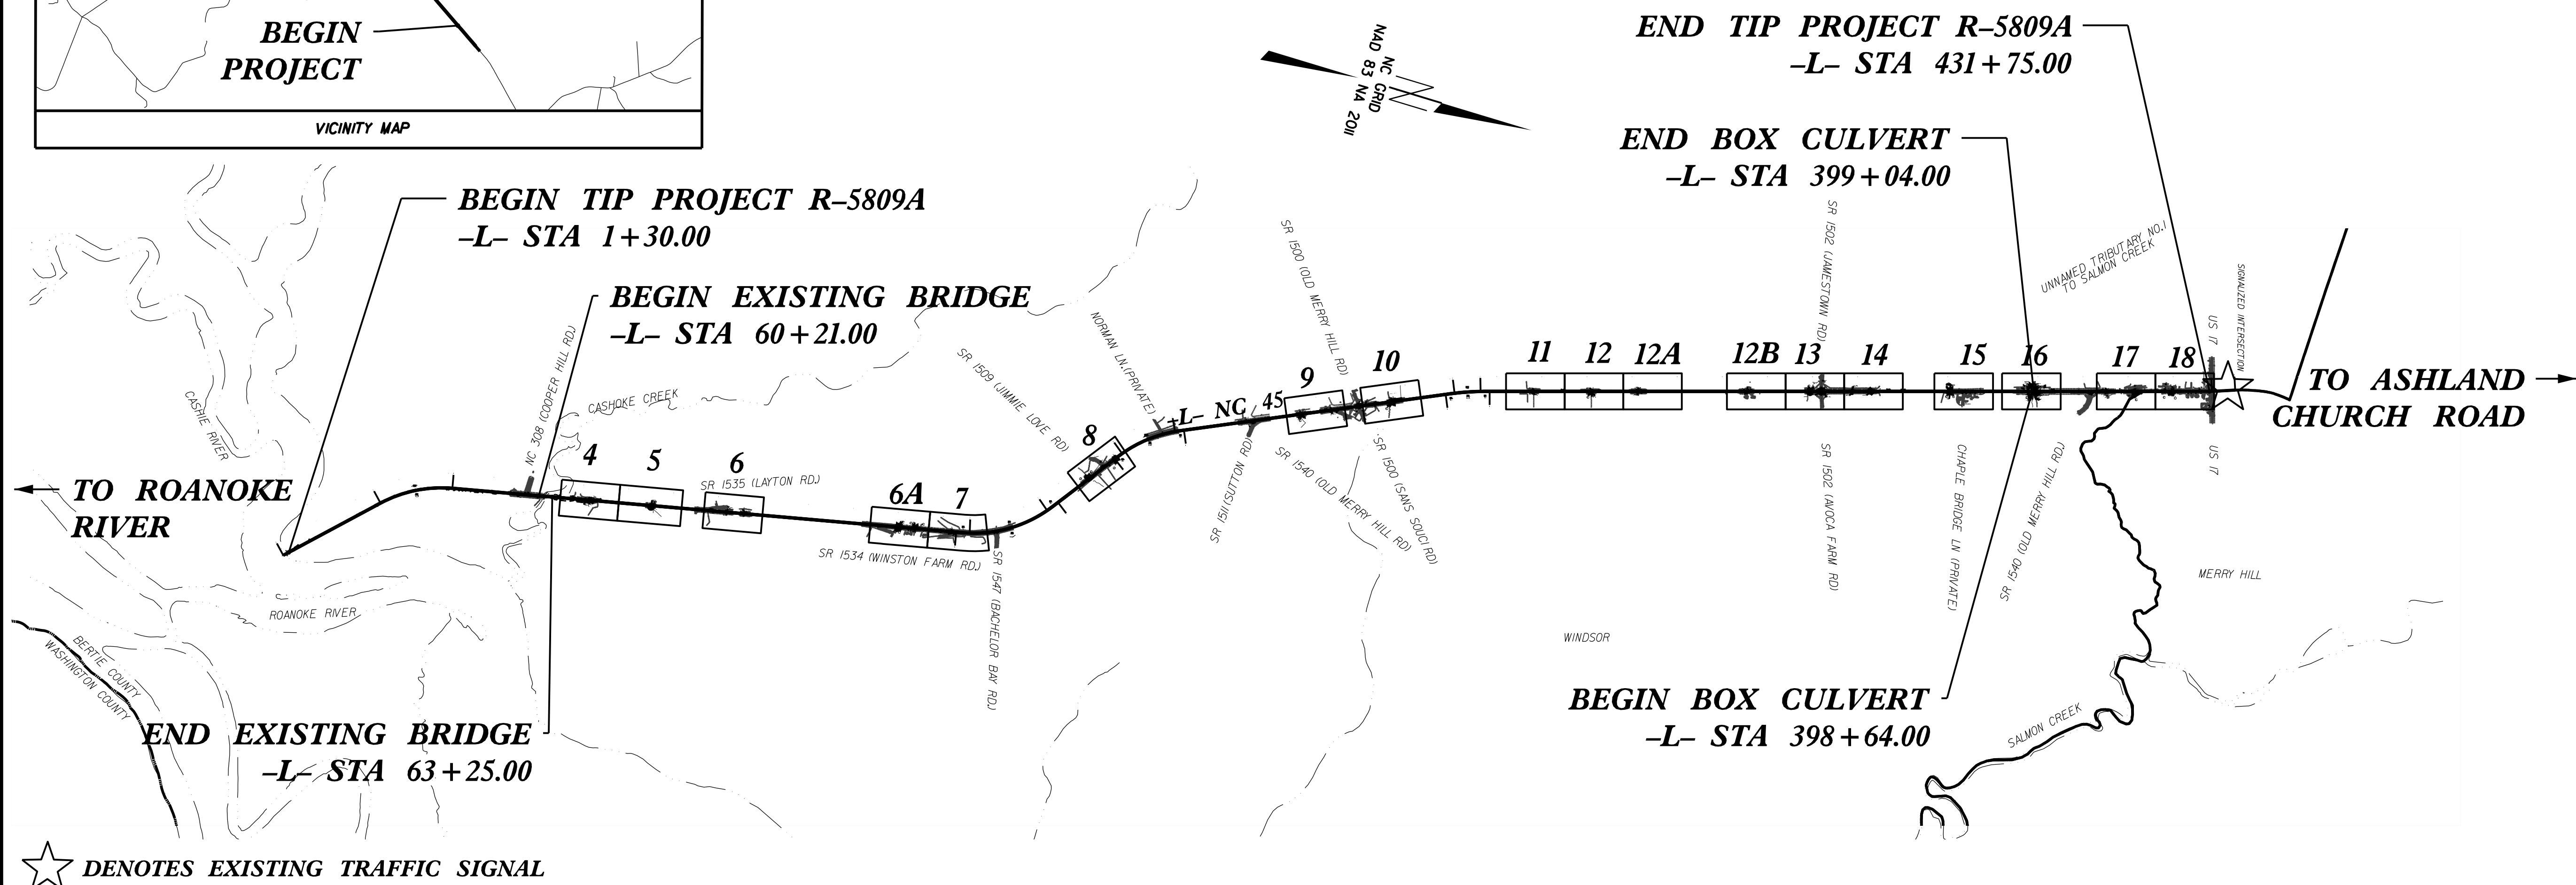 BEGIN
PROJECT
VICINITY MAP
NC GRID
NAD 83 NA 2011
END TIP PROJECT R–5809A
–L– STA 431+75.00
END BOX CULVERT
–L– STA 399+04.00
BEGIN TIP PROJECT R–5809A
–L– STA 1+30.00
BEGIN EXISTING BRIDGE
–L– STA 60+21.00
CASHIE RIVER
NC 308 (COOPER HILL RD.)
CASHOKE CREEK
SR 1509 (JIMMIE LOVE RD)
NORMAN LN.(PRIVATE)
SR 1500 (OLD MERRY HILL RD)
SR 1502 (JAMESTOWN RD)
UNNAMED TRIBUTARY NO.1
TO SALMON CREEK
US 17
SIGNALIZED INTERSECTION
4
5
6
6A
7
8
–L– NC 45
9
10
11
12
12A
12B
13
14
15
16
17
18
TO ASHLAND
CHURCH ROAD
TO ROANOKE
RIVER
SR 1535 (LAYTON RD.)
SR 1534 (WINSTON FARM RD.)
SR 1547 (BACHELOR BAY RD.)
SR 1511 (SUTTON RD)
SR 1540 (OLD MERRY HILL RD)
SR 1500 (SANS SOUCI RD)
SR 1502 (AVOCA FARM RD)
CHAPLE BRIDGE LN (PRIVATE)
SR 1540 (OLD MERRY HILL RD.)
US 17
MERRY HILL
ROANOKE RIVER
BERTIE COUNTY
WASHINGTON COUNTY
WINDSOR
SALMON CREEK
END EXISTING BRIDGE
–L– STA 63+25.00
BEGIN BOX CULVERT
–L– STA 398+64.00
DENOTES EXISTING TRAFFIC SIGNAL